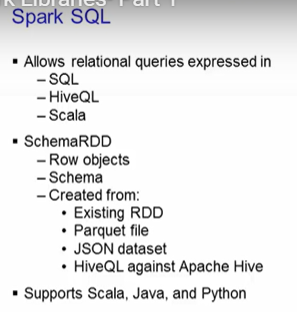 Spark SQL
▪ Allows relational queries expressed in
– SQL
– HiveQL
– Scala
▪ SchemaRDD
– Row objects
– Schema
– Created from:
• Existing RDD
• Parquet file
• JSON dataset
• HiveQL against Apache Hive
▪ Supports Scala, Java, and Python